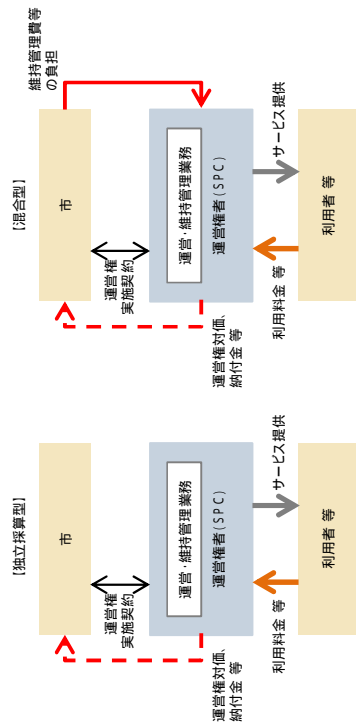 【独立採算型】
市
運営権
実施契約
運営・維持管理業務
運営権者(SPC)
運営権対価、
納付金 等
利用料金 等
サービス提供
利用者 等
【混合型】
維持管理費等
の負担
市
運営権
実施契約
運営・維持管理業務
運営権者(SPC)
運営権対価、
納付金 等
利用料金 等
サービス提供
利用者 等